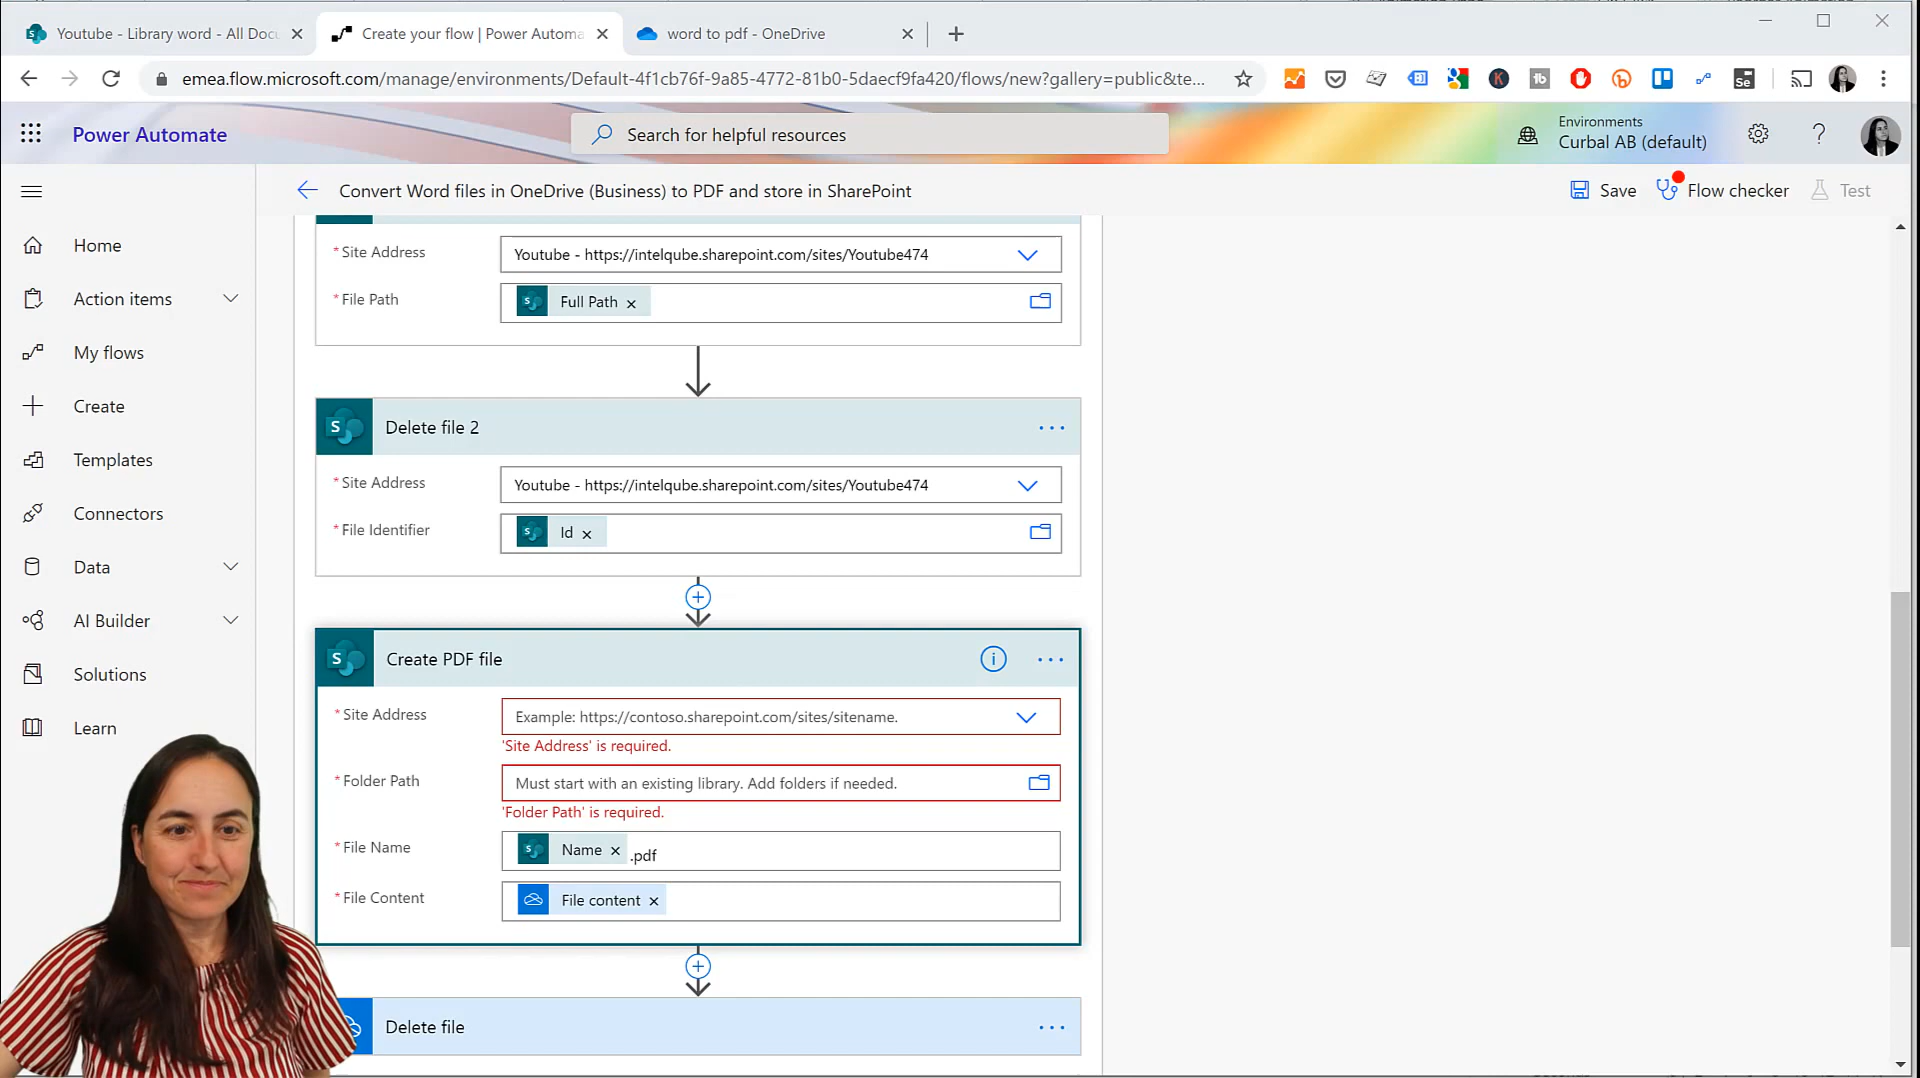 Youtube - Library word - All Docu
Create your flow | Power Automa
word to pdf - OneDrive
emea.flow.microsoft.com/manage/environments/Default-4f1cb76f-9a85-4772-81b0-5daecf9fa420/flows/new?gallery=public&te...
Power Automate
Search for helpful resources
Environments
Curbal AB (default)
Convert Word files in OneDrive (Business) to PDF and store in SharePoint
Save
Flow checker
Test
Home
Action items
My flows
Create
Templates
Connectors
Data
AI Builder
Solutions
Learn
* Site Address
Youtube - https://intelqube.sharepoint.com/sites/Youtube474
* File Path
Full Path ×
Delete file 2
* Site Address
Youtube - https://intelqube.sharepoint.com/sites/Youtube474
* File Identifier
Id ×
Create PDF file
* Site Address
Example: https://contoso.sharepoint.com/sites/sitename.
'Site Address' is required.
* Folder Path
Must start with an existing library. Add folders if needed.
'Folder Path' is required.
* File Name
Name × .pdf
* File Content
File content ×
Delete file